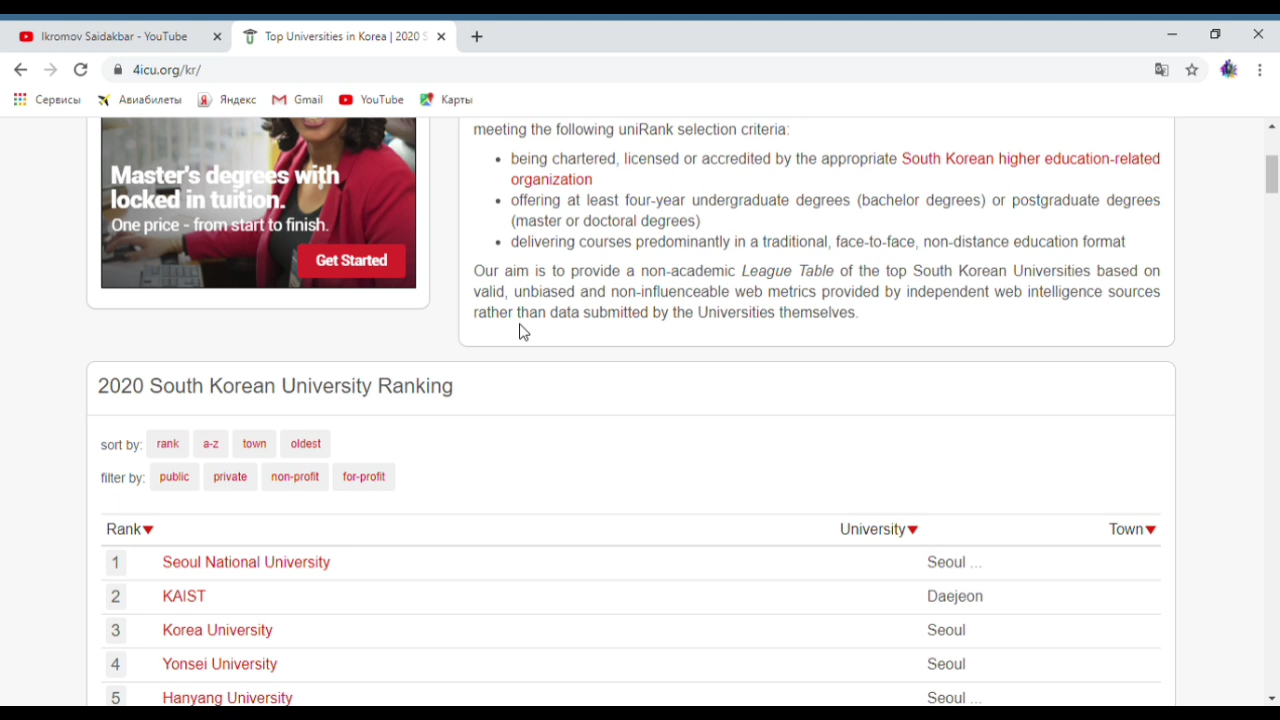 Ikromov Saidakbar - YouTube
Top Universities in Korea | 2020 S
4icu.org/kr/
Сервисы
Авиабилеты
Яндекс
Gmail
YouTube
Карты
Master's degrees with
locked in tuition.
One price - from start to finish.
Get Started
meeting the following uniRank selection criteria:
• being chartered, licensed or accredited by the appropriate South Korean higher education-related
organization
• offering at least four-year undergraduate degrees (bachelor degrees) or postgraduate degrees
(master or doctoral degrees)
• delivering courses predominantly in a traditional, face-to-face, non-distance education format
Our aim is to provide a non-academic League Table of the top South Korean Universities based on
valid, unbiased and non-influenceable web metrics provided by independent web intelligence sources
rather than data submitted by the Universities themselves.
2020 South Korean University Ranking
sort by: rank a-z town oldest
filter by: public private non-profit for-profit
Rank University Town
1 Seoul National University Seoul ...
2 KAIST Daejeon
3 Korea University Seoul
4 Yonsei University Seoul
5 Hanyang University Seoul ...